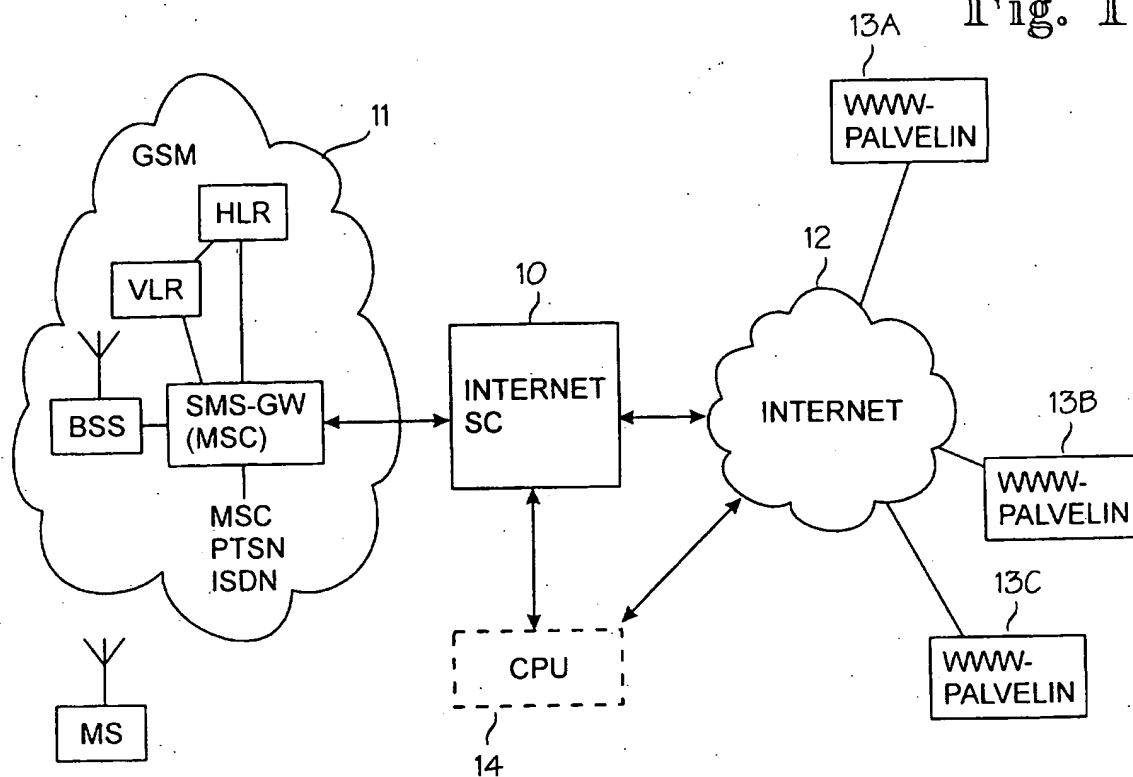 Fig. 1
13A
WWW-
PALVELIN
11
GSM
HLR
VLR
BSS
SMS-GW
(MSC)
MSC
PTSN
ISDN
MS
10
INTERNET
SC
12
INTERNET
13B
WWW-
PALVELIN
13C
WWW-
PALVELIN
CPU
14